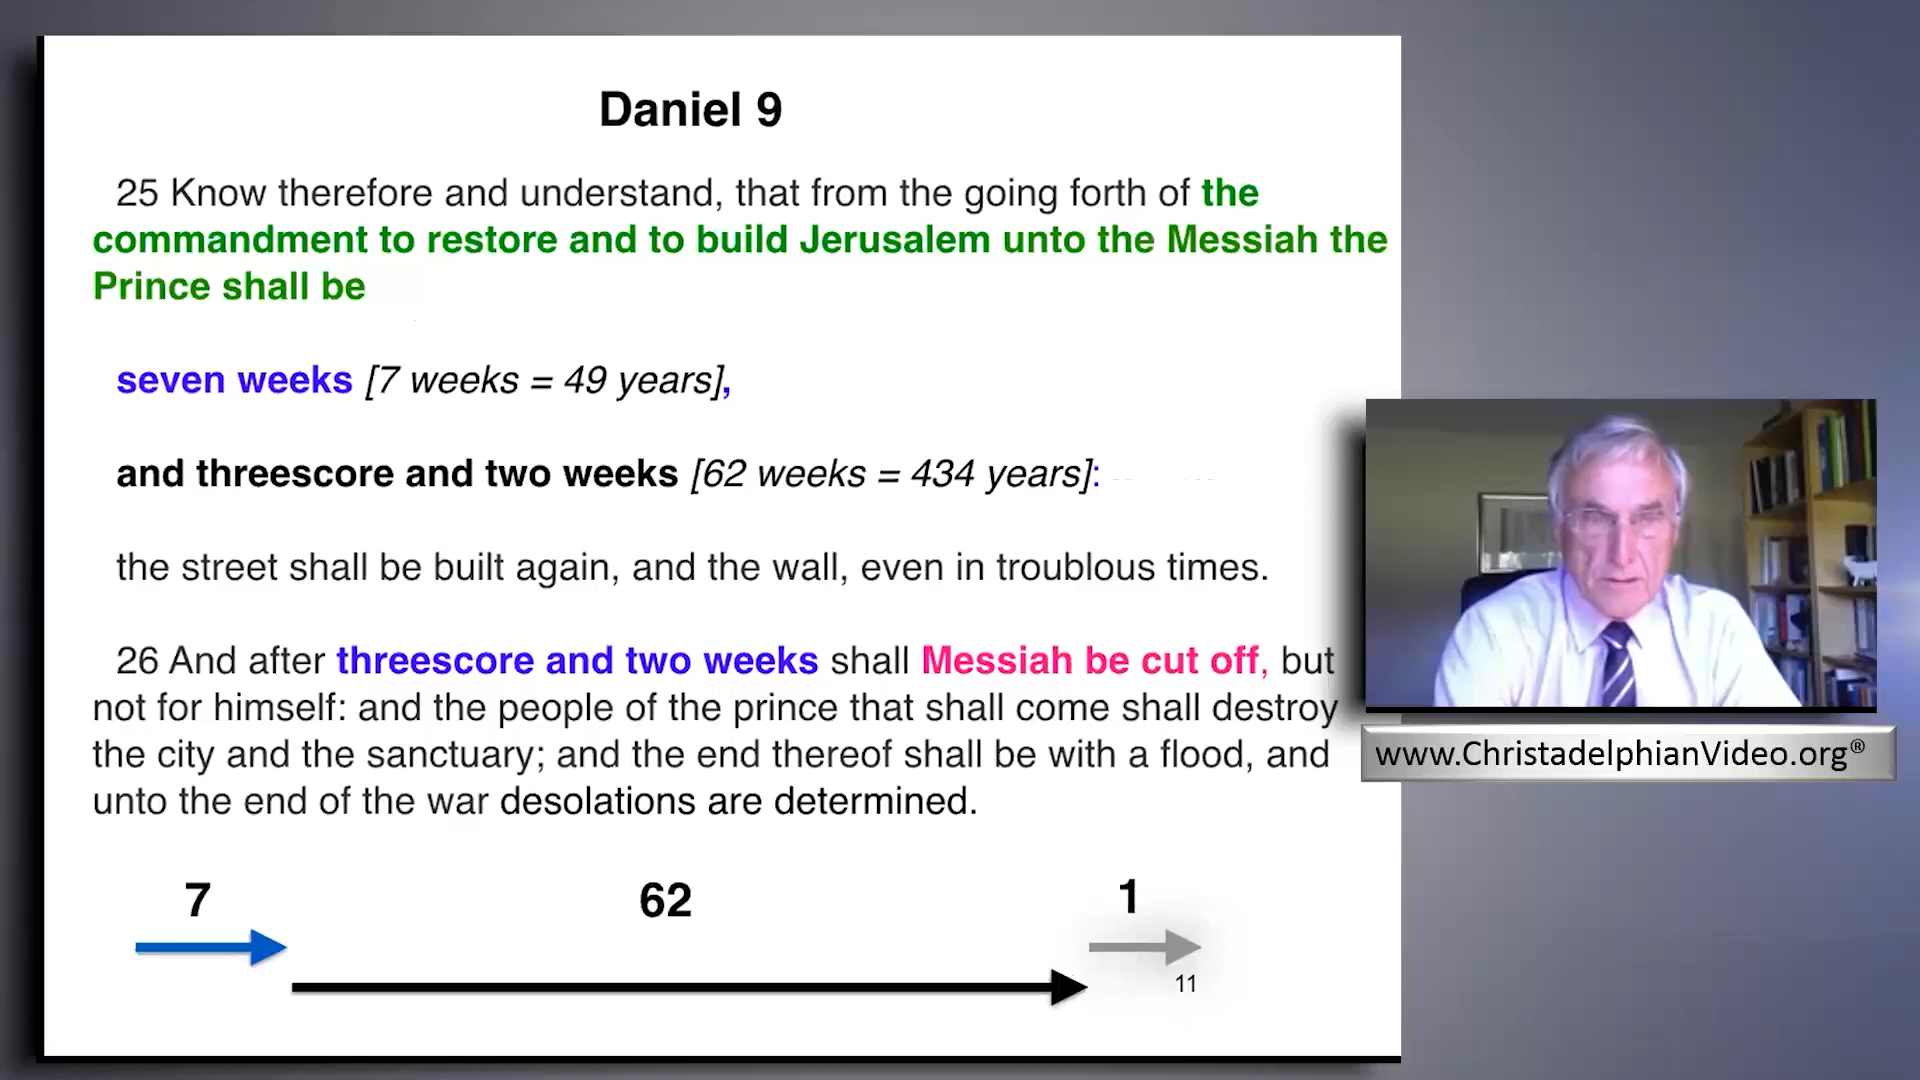 Daniel 9
25 Know therefore and understand, that from the going forth of the
commandment to restore and to build Jerusalem unto the Messiah the
Prince shall be
seven weeks [7 weeks = 49 years],
and threescore and two weeks [62 weeks = 434 years]:
the street shall be built again, and the wall, even in troublous times.
26 And after threescore and two weeks shall Messiah be cut off, but
not for himself: and the people of the prince that shall come shall destroy
the city and the sanctuary; and the end thereof shall be with a flood, and
unto the end of the war desolations are determined.
www.ChristadelphianVideo.org®
7
62
1
11